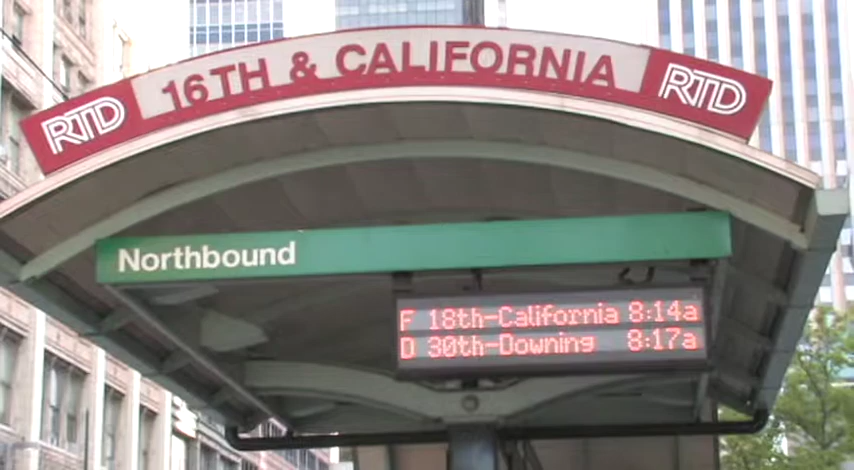 RTD 16TH & CALIFORNIA RTD
Northbound
F 18th-California 8:14a
D 30th-Downing 8:17a